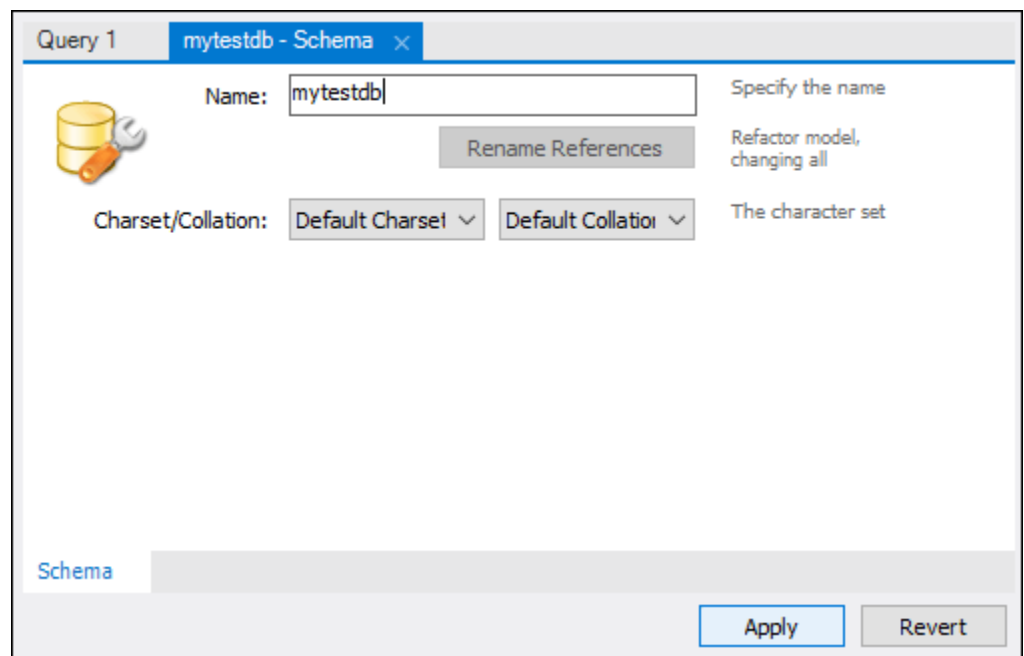 Query 1
mytestdb - Schema
Name:
mytestdb
Specify the name
Rename References
Refactor model,
changing all
Charset/Collation:
Default Charset
Default Collation
The character set
Schema
Apply
Revert